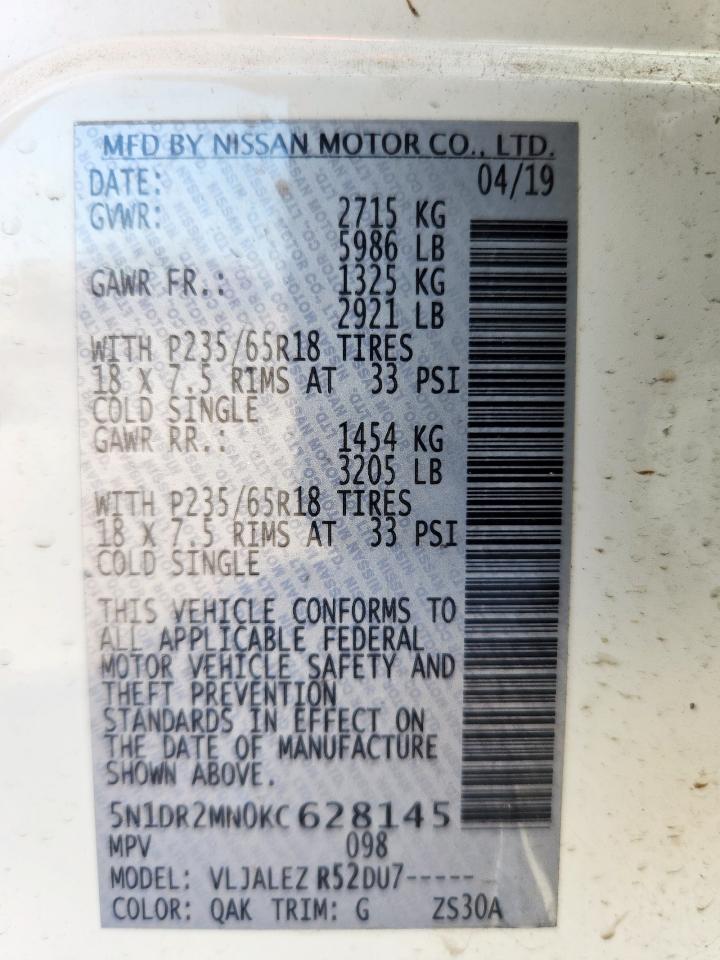 MFD BY NISSAN MOTOR CO., LTD.
DATE: 04/19
GVWR: 2715 KG
5986 LB
GAWR FR.: 1325 KG
2921 LB
WITH P235/65R18 TIRES
18 X 7.5 RIMS AT 33 PSI
COLD SINGLE
GAWR RR.: 1454 KG
3205 LB
WITH P235/65R18 TIRES
18 X 7.5 RIMS AT 33 PSI
COLD SINGLE
THIS VEHICLE CONFORMS TO
ALL APPLICABLE FEDERAL
MOTOR VEHICLE SAFETY AND
THEFT PREVENTION
STANDARDS IN EFFECT ON
THE DATE OF MANUFACTURE
SHOWN ABOVE.
5N1DR2MN0KC628145
MPV 098
MODEL: VLJALEZ R52DU7-----
COLOR: QAK TRIM: G ZS30A